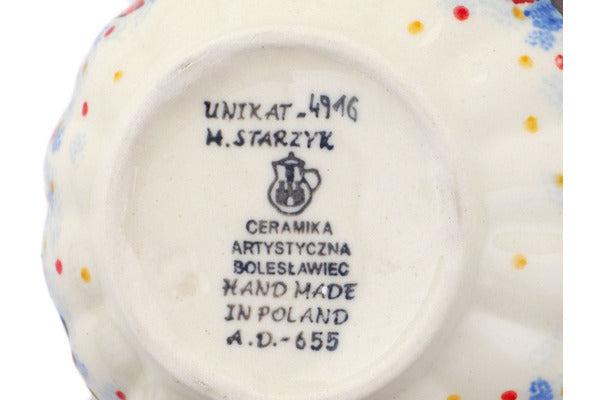 UNIKAT-4916
M.STARZYK
CERAMIKA
ARTYSTYCZNA
BOLESŁAWIEC
HAND MADE
IN POLAND
A.D.-655